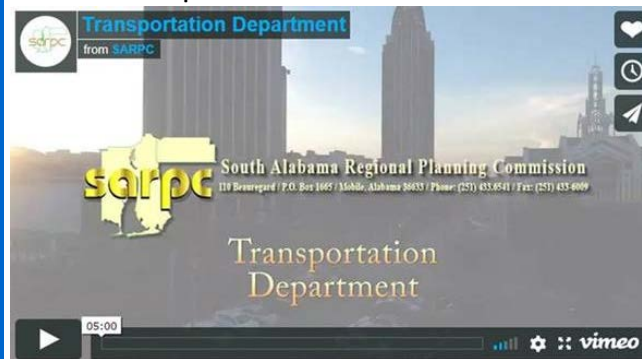 Transportation Department
from SARPC
sarpc
South Alabama Regional Planning Commission
110 Beauregard / P.O. Box 1665 / Mobile, Alabama 36633 / Phone: (251) 433.6541 / Fax: (251) 433-6009
Transportation
Department
05:00
vimeo